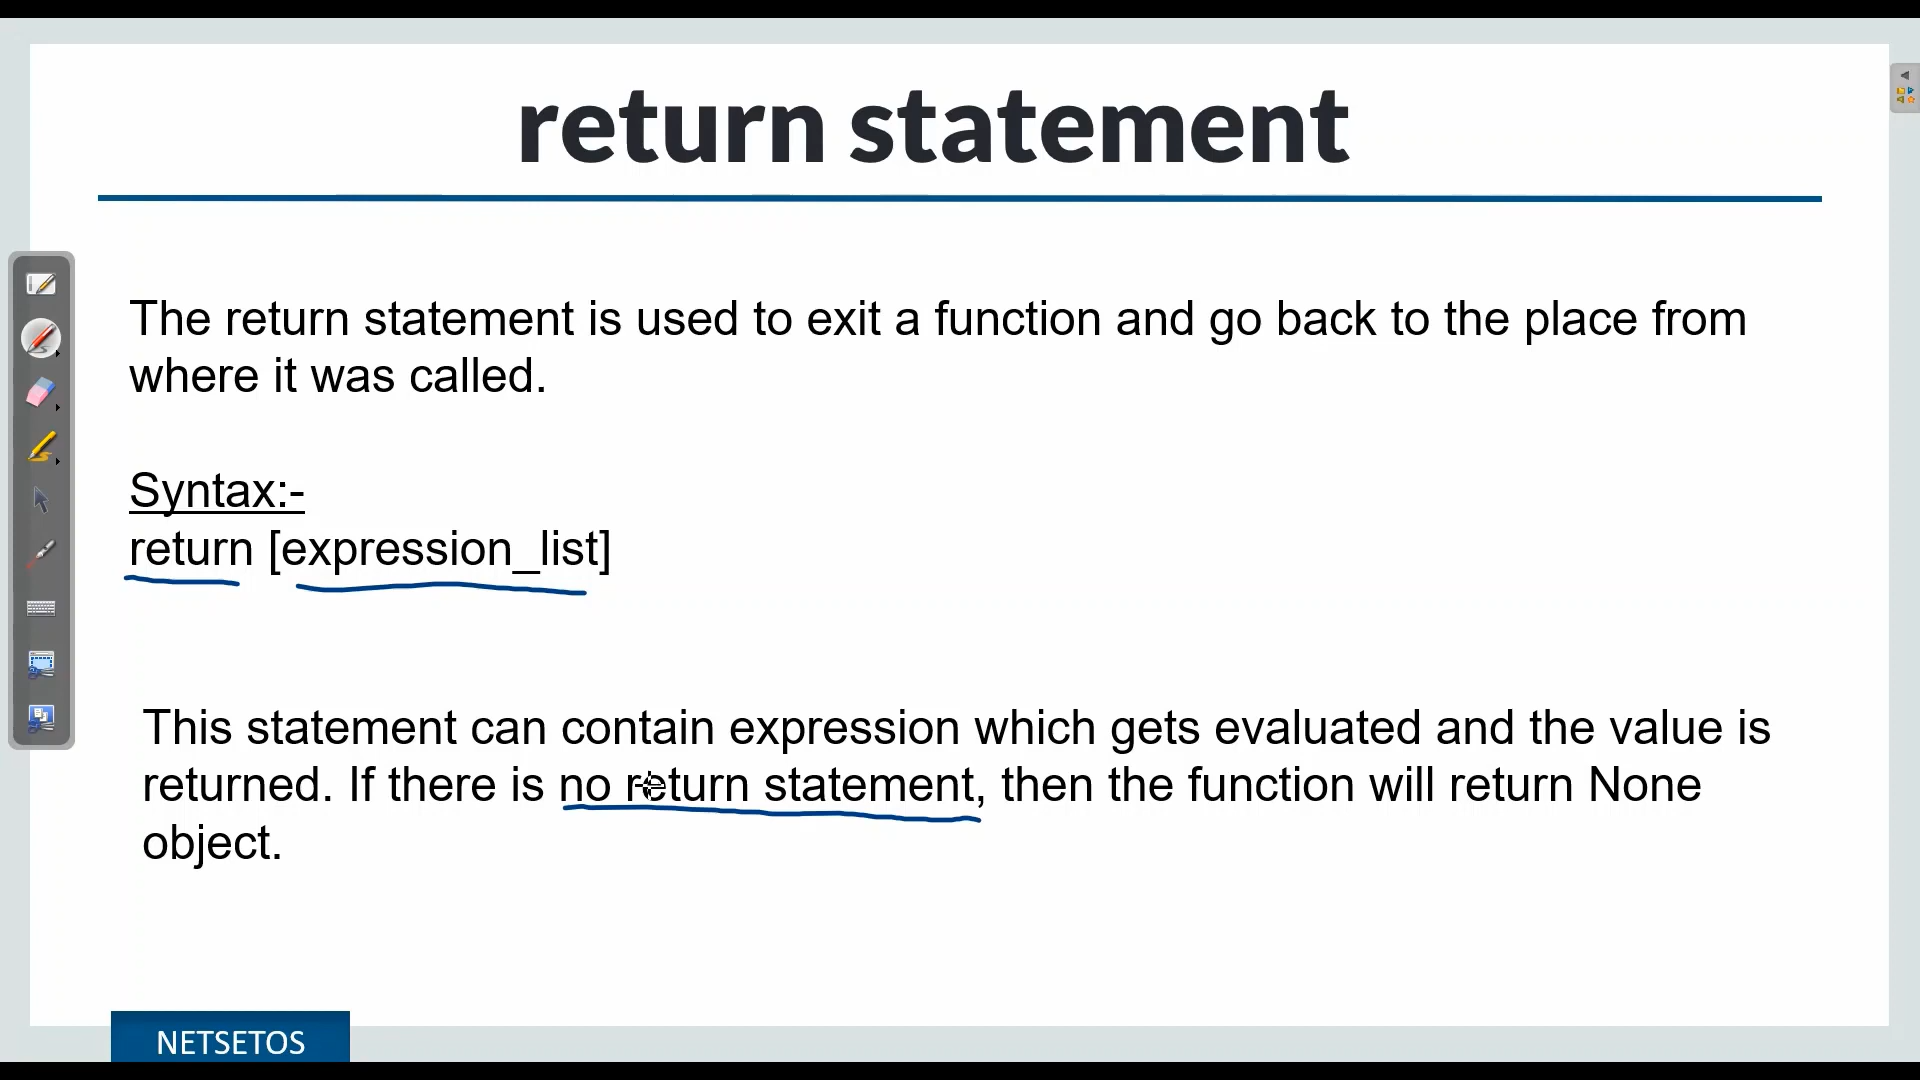 return statement
The return statement is used to exit a function and go back to the place from
where it was called.
Syntax:-
return [expression_list]
This statement can contain expression which gets evaluated and the value is
returned. If there is no return statement, then the function will return None
object.
NETSETOS